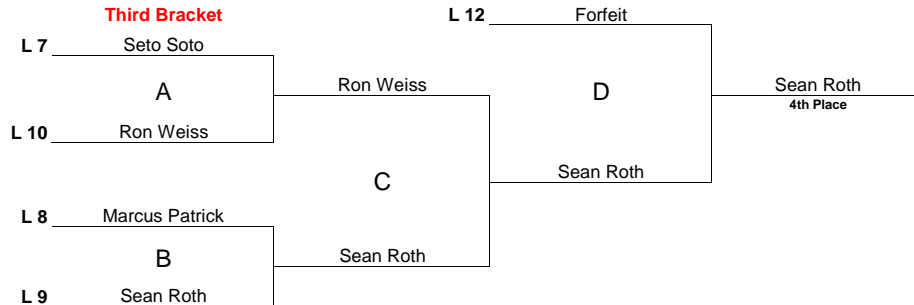 Third Bracket
L 12 Forfeit
L 7 Seto Soto
A
Ron Weiss
D
Sean Roth
4th Place
L 10 Ron Weiss
C
Sean Roth
L 8 Marcus Patrick
B
Sean Roth
L 9 Sean Roth